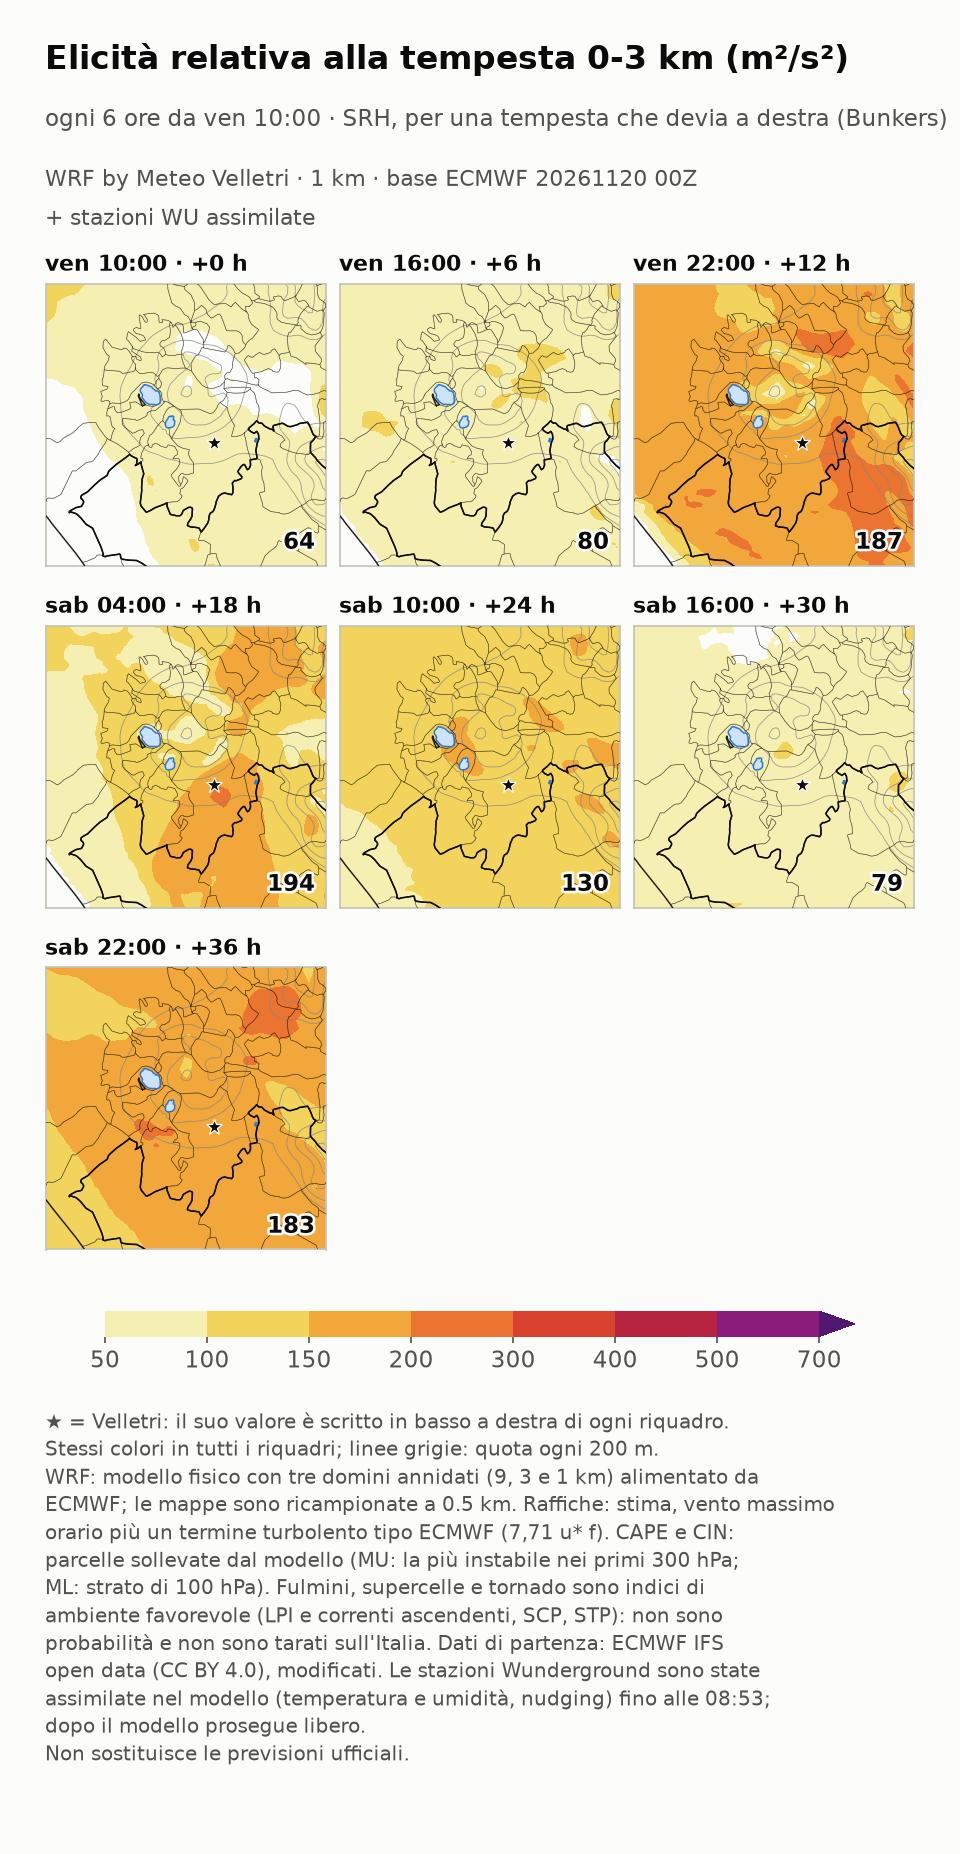 Elicità relativa alla tempesta 0-3 km (m²/s²)
ogni 6 ore da ven 10:00 · SRH, per una tempesta che devia a destra (Bunkers)
WRF by Meteo Velletri · 1 km · base ECMWF 20261120 00Z
+ stazioni WU assimilate
ven 10:00 · +0 h
ven 16:00 · +6 h
ven 22:00 · +12 h
64
80
187
sab 04:00 · +18 h
sab 10:00 · +24 h
sab 16:00 · +30 h
194
130
79
sab 22:00 · +36 h
183
50 100 150 200 300 400 500 700
★ = Velletri: il suo valore è scritto in basso a destra di ogni riquadro.
Stessi colori in tutti i riquadri; linee grigie: quota ogni 200 m.
WRF: modello fisico con tre domini annidati (9, 3 e 1 km) alimentato da
ECMWF; le mappe sono ricampionate a 0.5 km. Raffiche: stima, vento massimo
orario più un termine turbolento tipo ECMWF (7,71 u* f). CAPE e CIN:
parcelle sollevate dal modello (MU: la più instabile nei primi 300 hPa;
ML: strato di 100 hPa). Fulmini, supercelle e tornado sono indici di
ambiente favorevole (LPI e correnti ascendenti, SCP, STP): non sono
probabilità e non sono tarati sull'Italia. Dati di partenza: ECMWF IFS
open data (CC BY 4.0), modificati. Le stazioni Wunderground sono state
assimilate nel modello (temperatura e umidità, nudging) fino alle 08:53;
dopo il modello prosegue libero.
Non sostituisce le previsioni ufficiali.